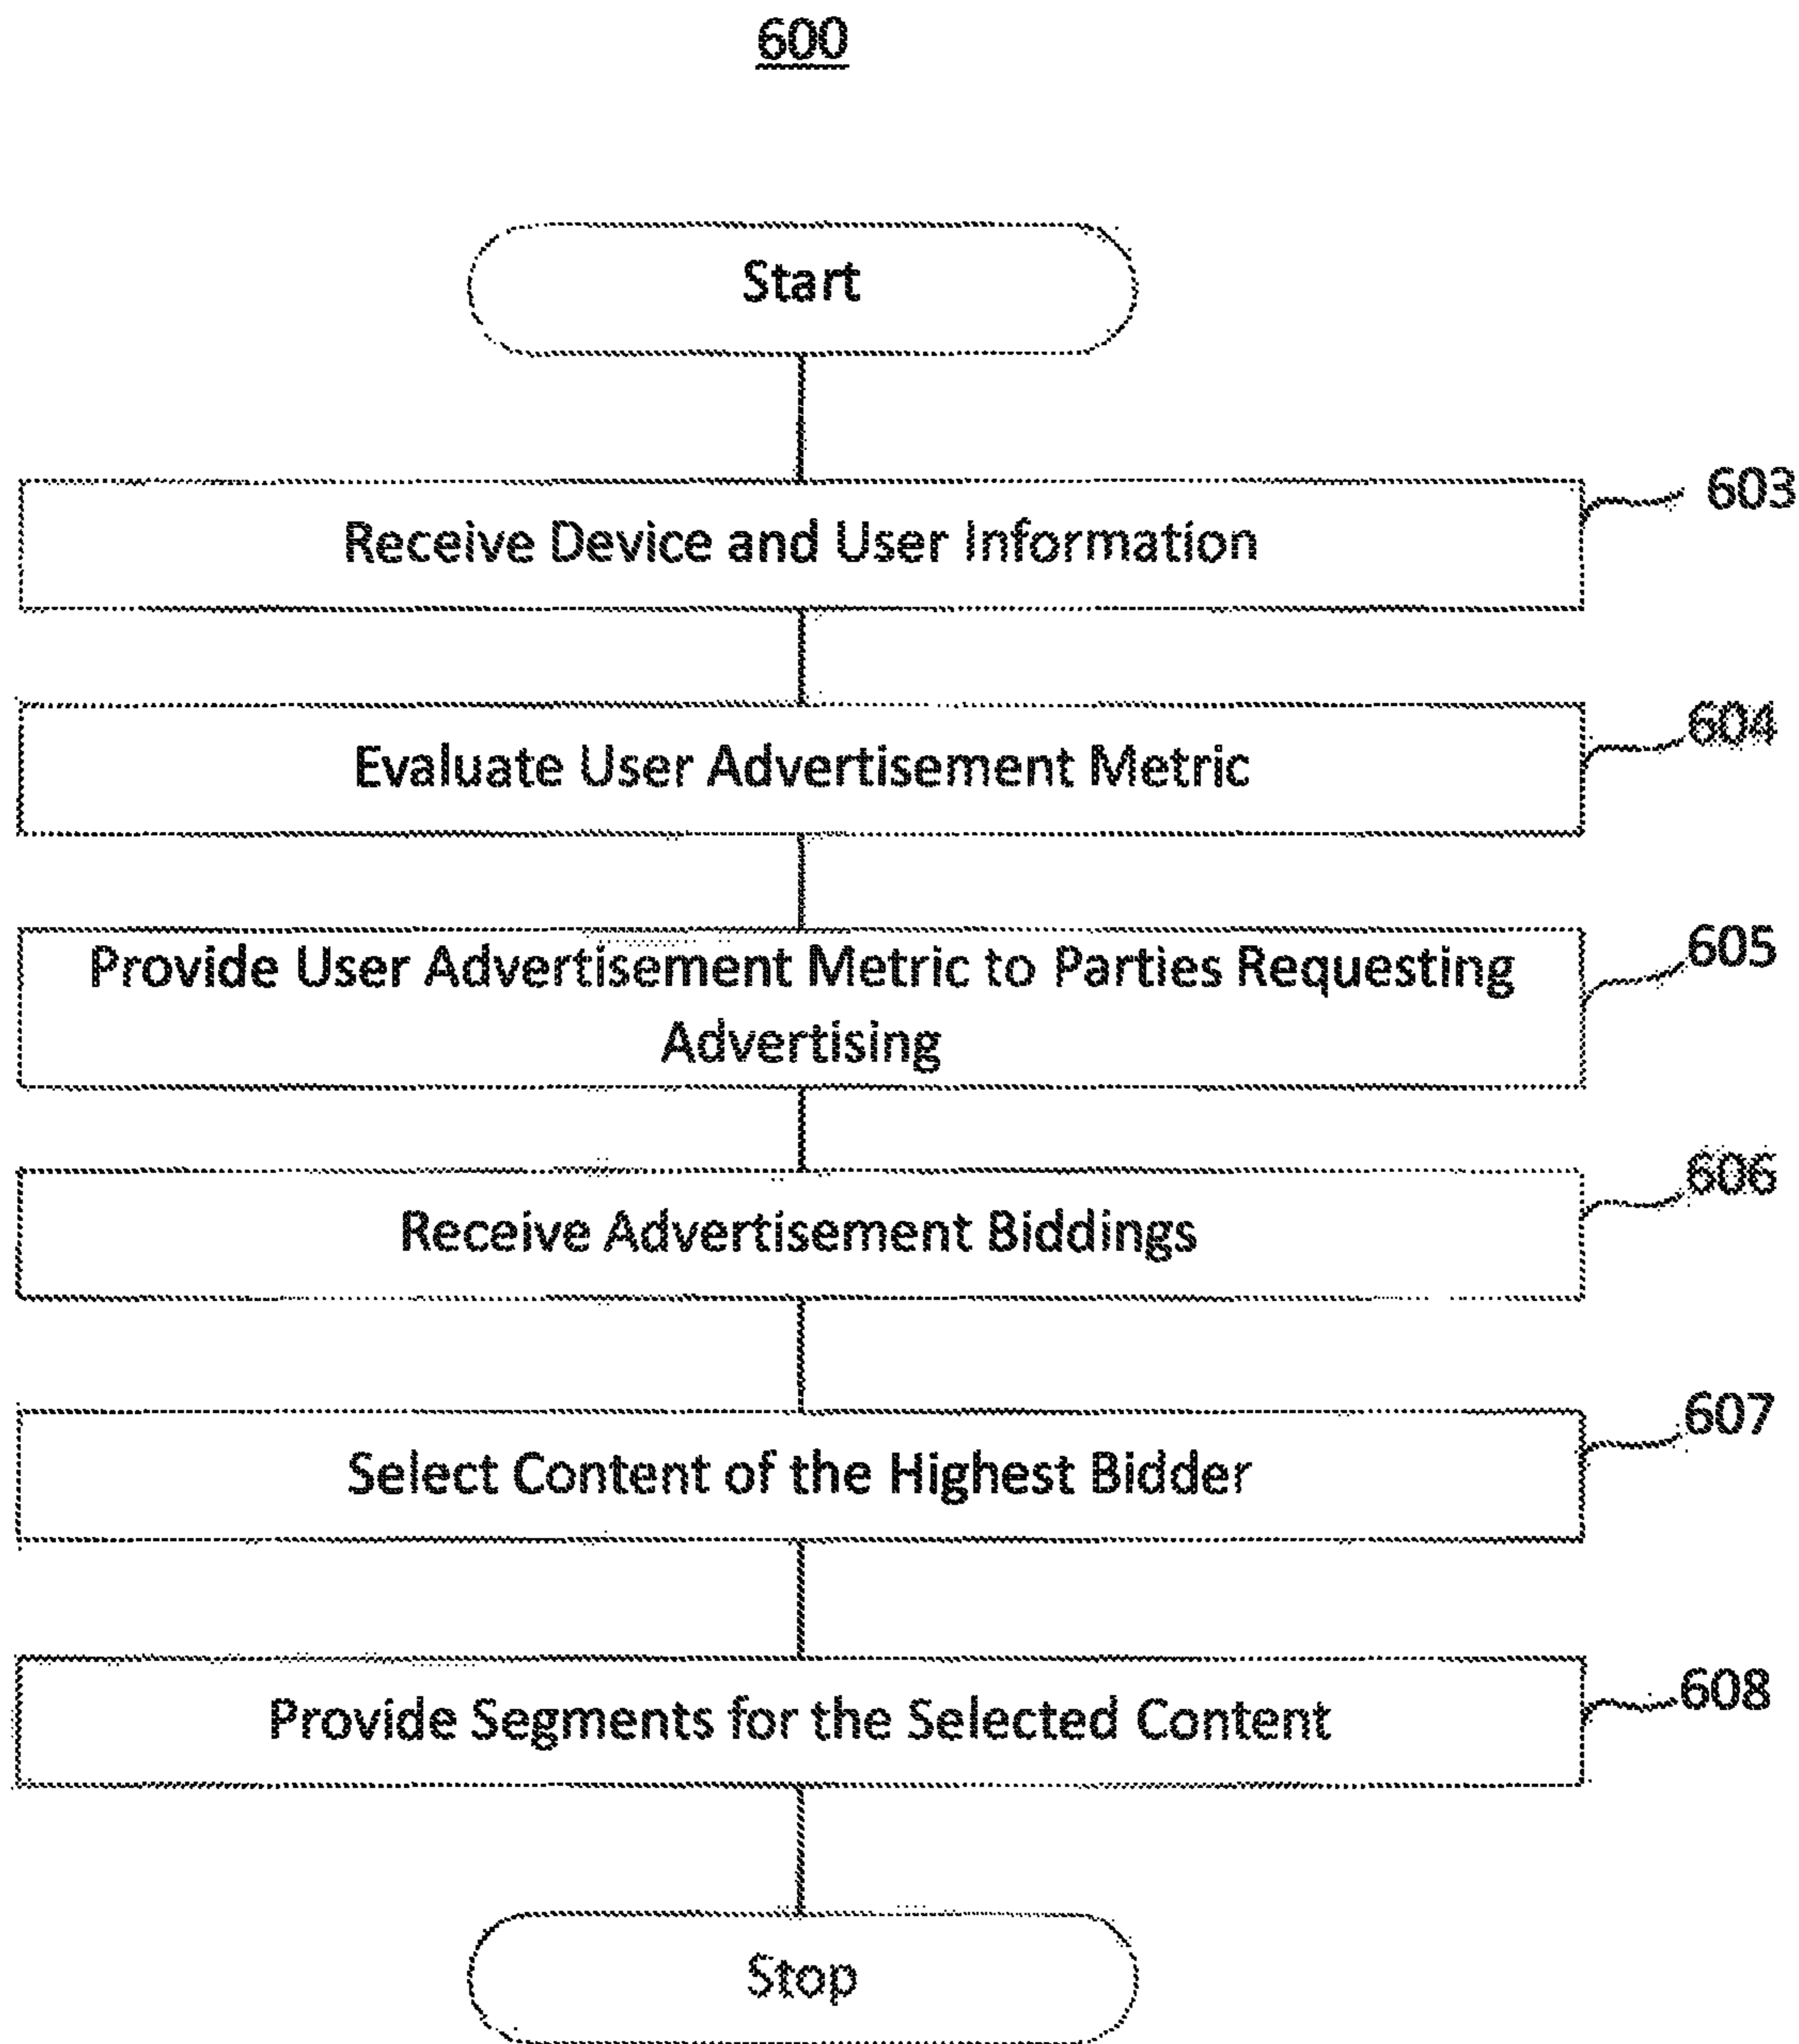 600
Start
603
Receive Device and User Information
604
Evaluate User Advertisement Metric
605
Provide User Advertisement Metric to Parties Requesting
Advertising
606
Receive Advertisement Biddings
607
Select Content of the Highest Bidder
608
Provide Segments for the Selected Content
Stop